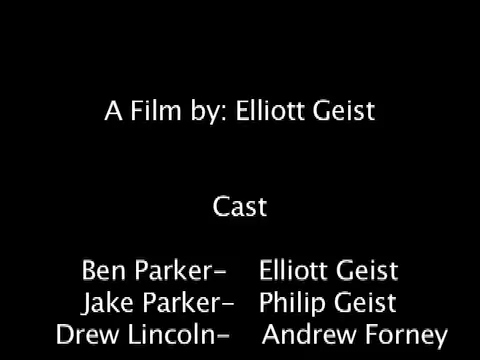 A Film by: Elliott Geist
Cast
Ben Parker- Elliott Geist
Jake Parker- Philip Geist
Drew Lincoln- Andrew Forney